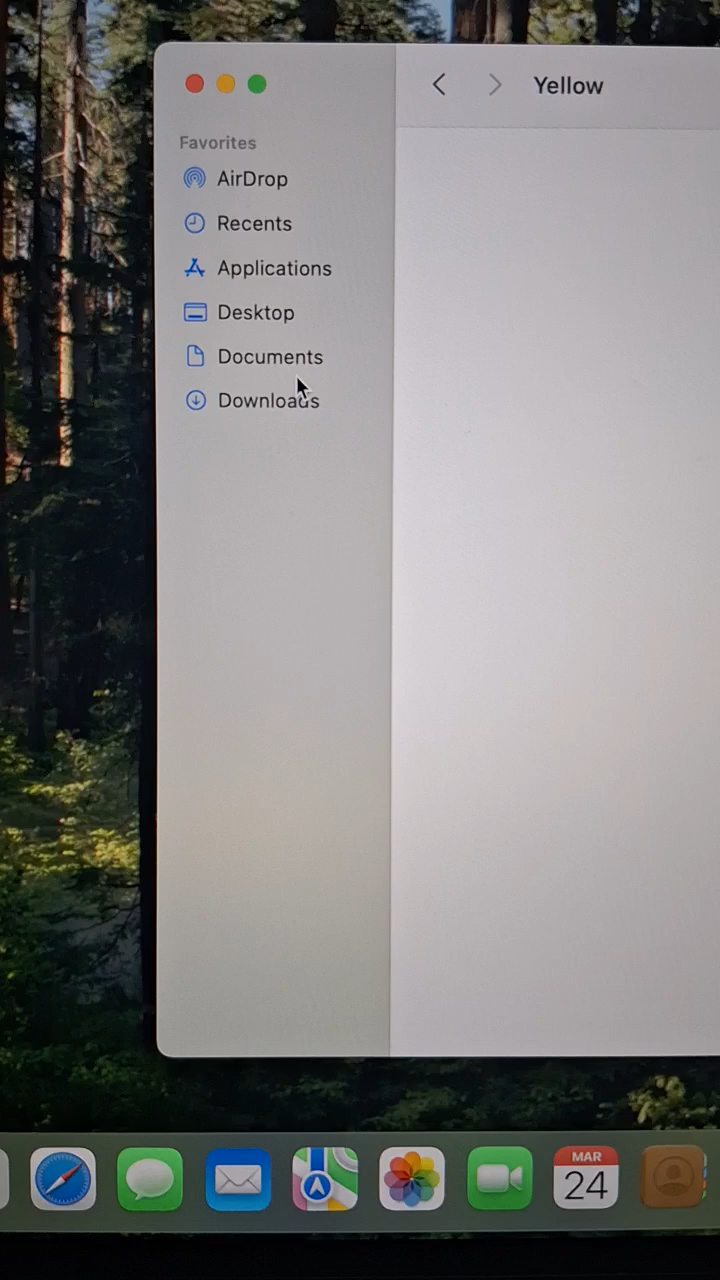 Yellow
Favorites
AirDrop
Recents
Applications
Desktop
Documents
Downloads
MAR
24